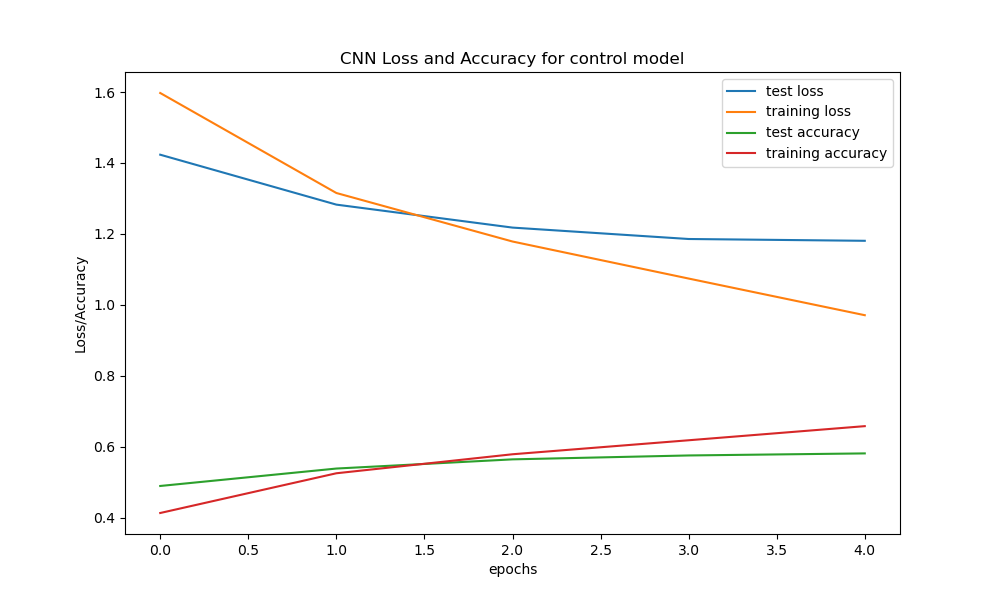 CNN Loss and Accuracy for control model
test loss
training loss
test accuracy
training accuracy
Loss/Accuracy
1.6
1.4
1.2
1.0
0.8
0.6
0.4
0.0 0.5 1.0 1.5 2.0 2.5 3.0 3.5 4.0
epochs